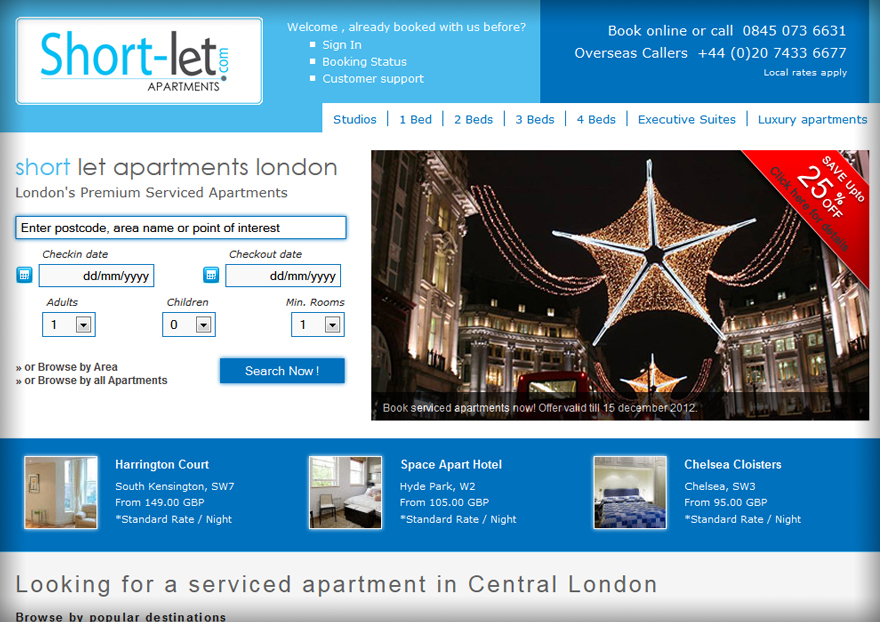 Short-let.com
APARTMENTS
Welcome , already booked with us before?
Sign In
Booking Status
Customer support
Book online or call 0845 073 6631
Overseas Callers +44 (0)20 7433 6677
Local rates apply
Studios | 1 Bed | 2 Beds | 3 Beds | 4 Beds | Executive Suites | Luxury apartments
short let apartments london
London's Premium Serviced Apartments
Enter postcode, area name or point of interest
Checkin date
Checkout date
dd/mm/yyyy
dd/mm/yyyy
Adults
Children
Min. Rooms
1
0
1
» or Browse by Area
» or Browse by all Apartments
Search Now !
SAVE Upto
25% OFF
Click here for details
Book serviced apartments now! Offer valid till 15 december 2012.
Harrington Court
South Kensington, SW7
From 149.00 GBP
*Standard Rate / Night
Space Apart Hotel
Hyde Park, W2
From 105.00 GBP
*Standard Rate / Night
Chelsea Cloisters
Chelsea, SW3
From 95.00 GBP
*Standard Rate / Night
Looking for a serviced apartment in Central London
Browse by popular destinations